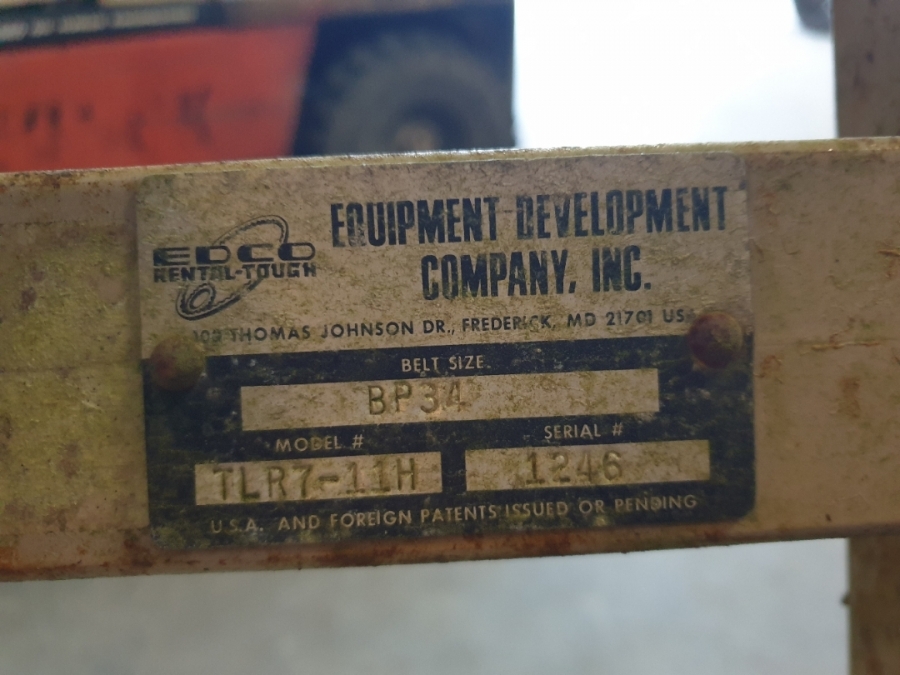 EDCO
RENTAL-TOUGH
EQUIPMENT DEVELOPMENT
COMPANY, INC.
THOMAS JOHNSON DR., FREDERICK, MD 21701
BELT SIZE
BP34
MODEL #
SERIAL #
TLR7-11H
1246
U.S.A. AND FOREIGN PATENTS ISSUED OR PENDING